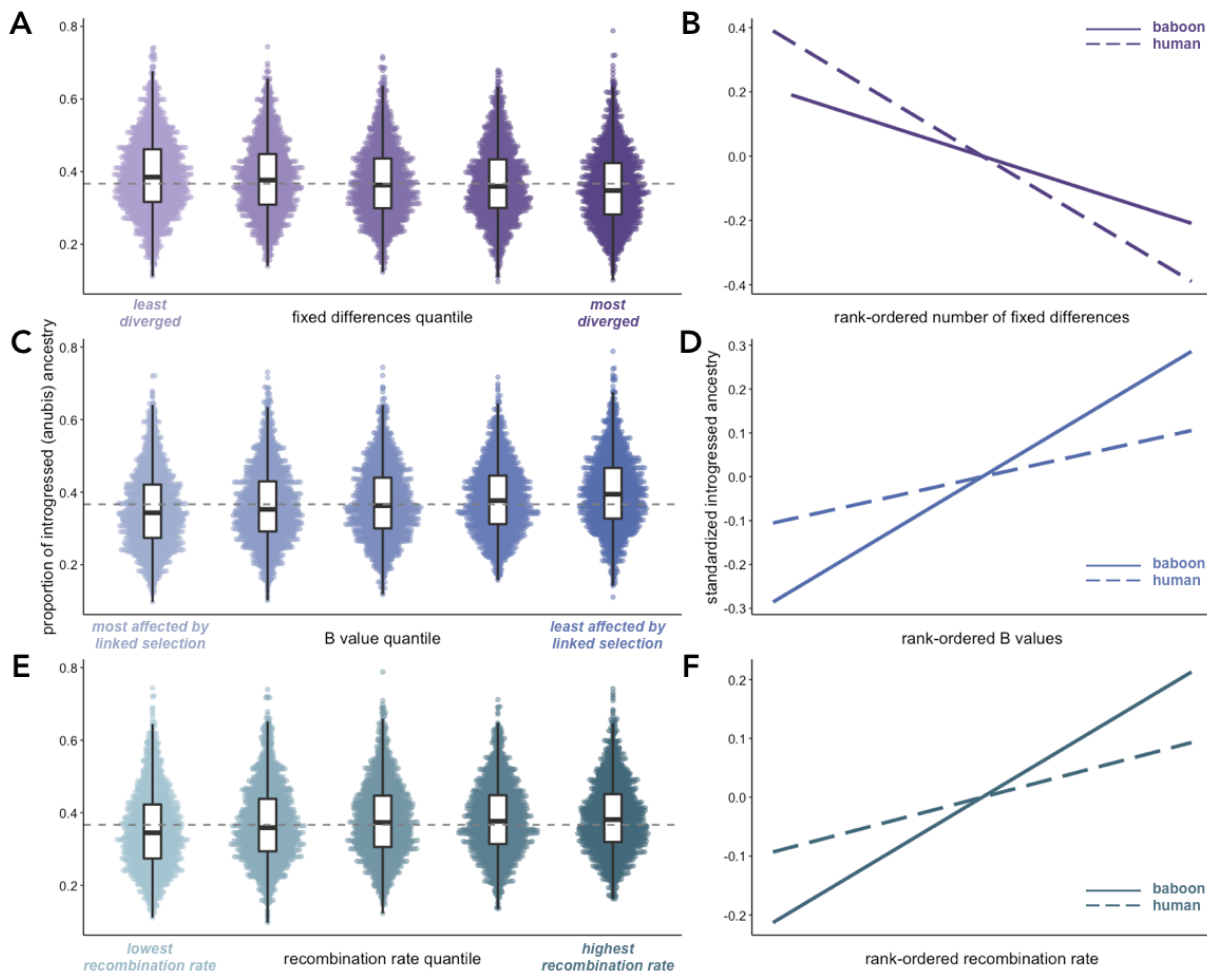 A
0.8
0.6
0.4
0.2
least
diverged
fixed differences quantile
most
diverged
B
0.4
0.2
0.0
-0.2
-0.4
baboon
human
rank-ordered number of fixed differences
proportion of introgressed (anubis) ancestry
C
0.8
0.6
0.4
0.2
most affected by
linked selection
B value quantile
least affected by
linked selection
standardized introgressed ancestry
D
0.3
0.2
0.1
0.0
-0.1
-0.2
-0.3
baboon
human
rank-ordered B values
E
0.8
0.6
0.4
0.2
lowest
recombination rate
recombination rate quantile
highest
recombination rate
F
0.2
0.1
0.0
-0.1
-0.2
baboon
human
rank-ordered recombination rate